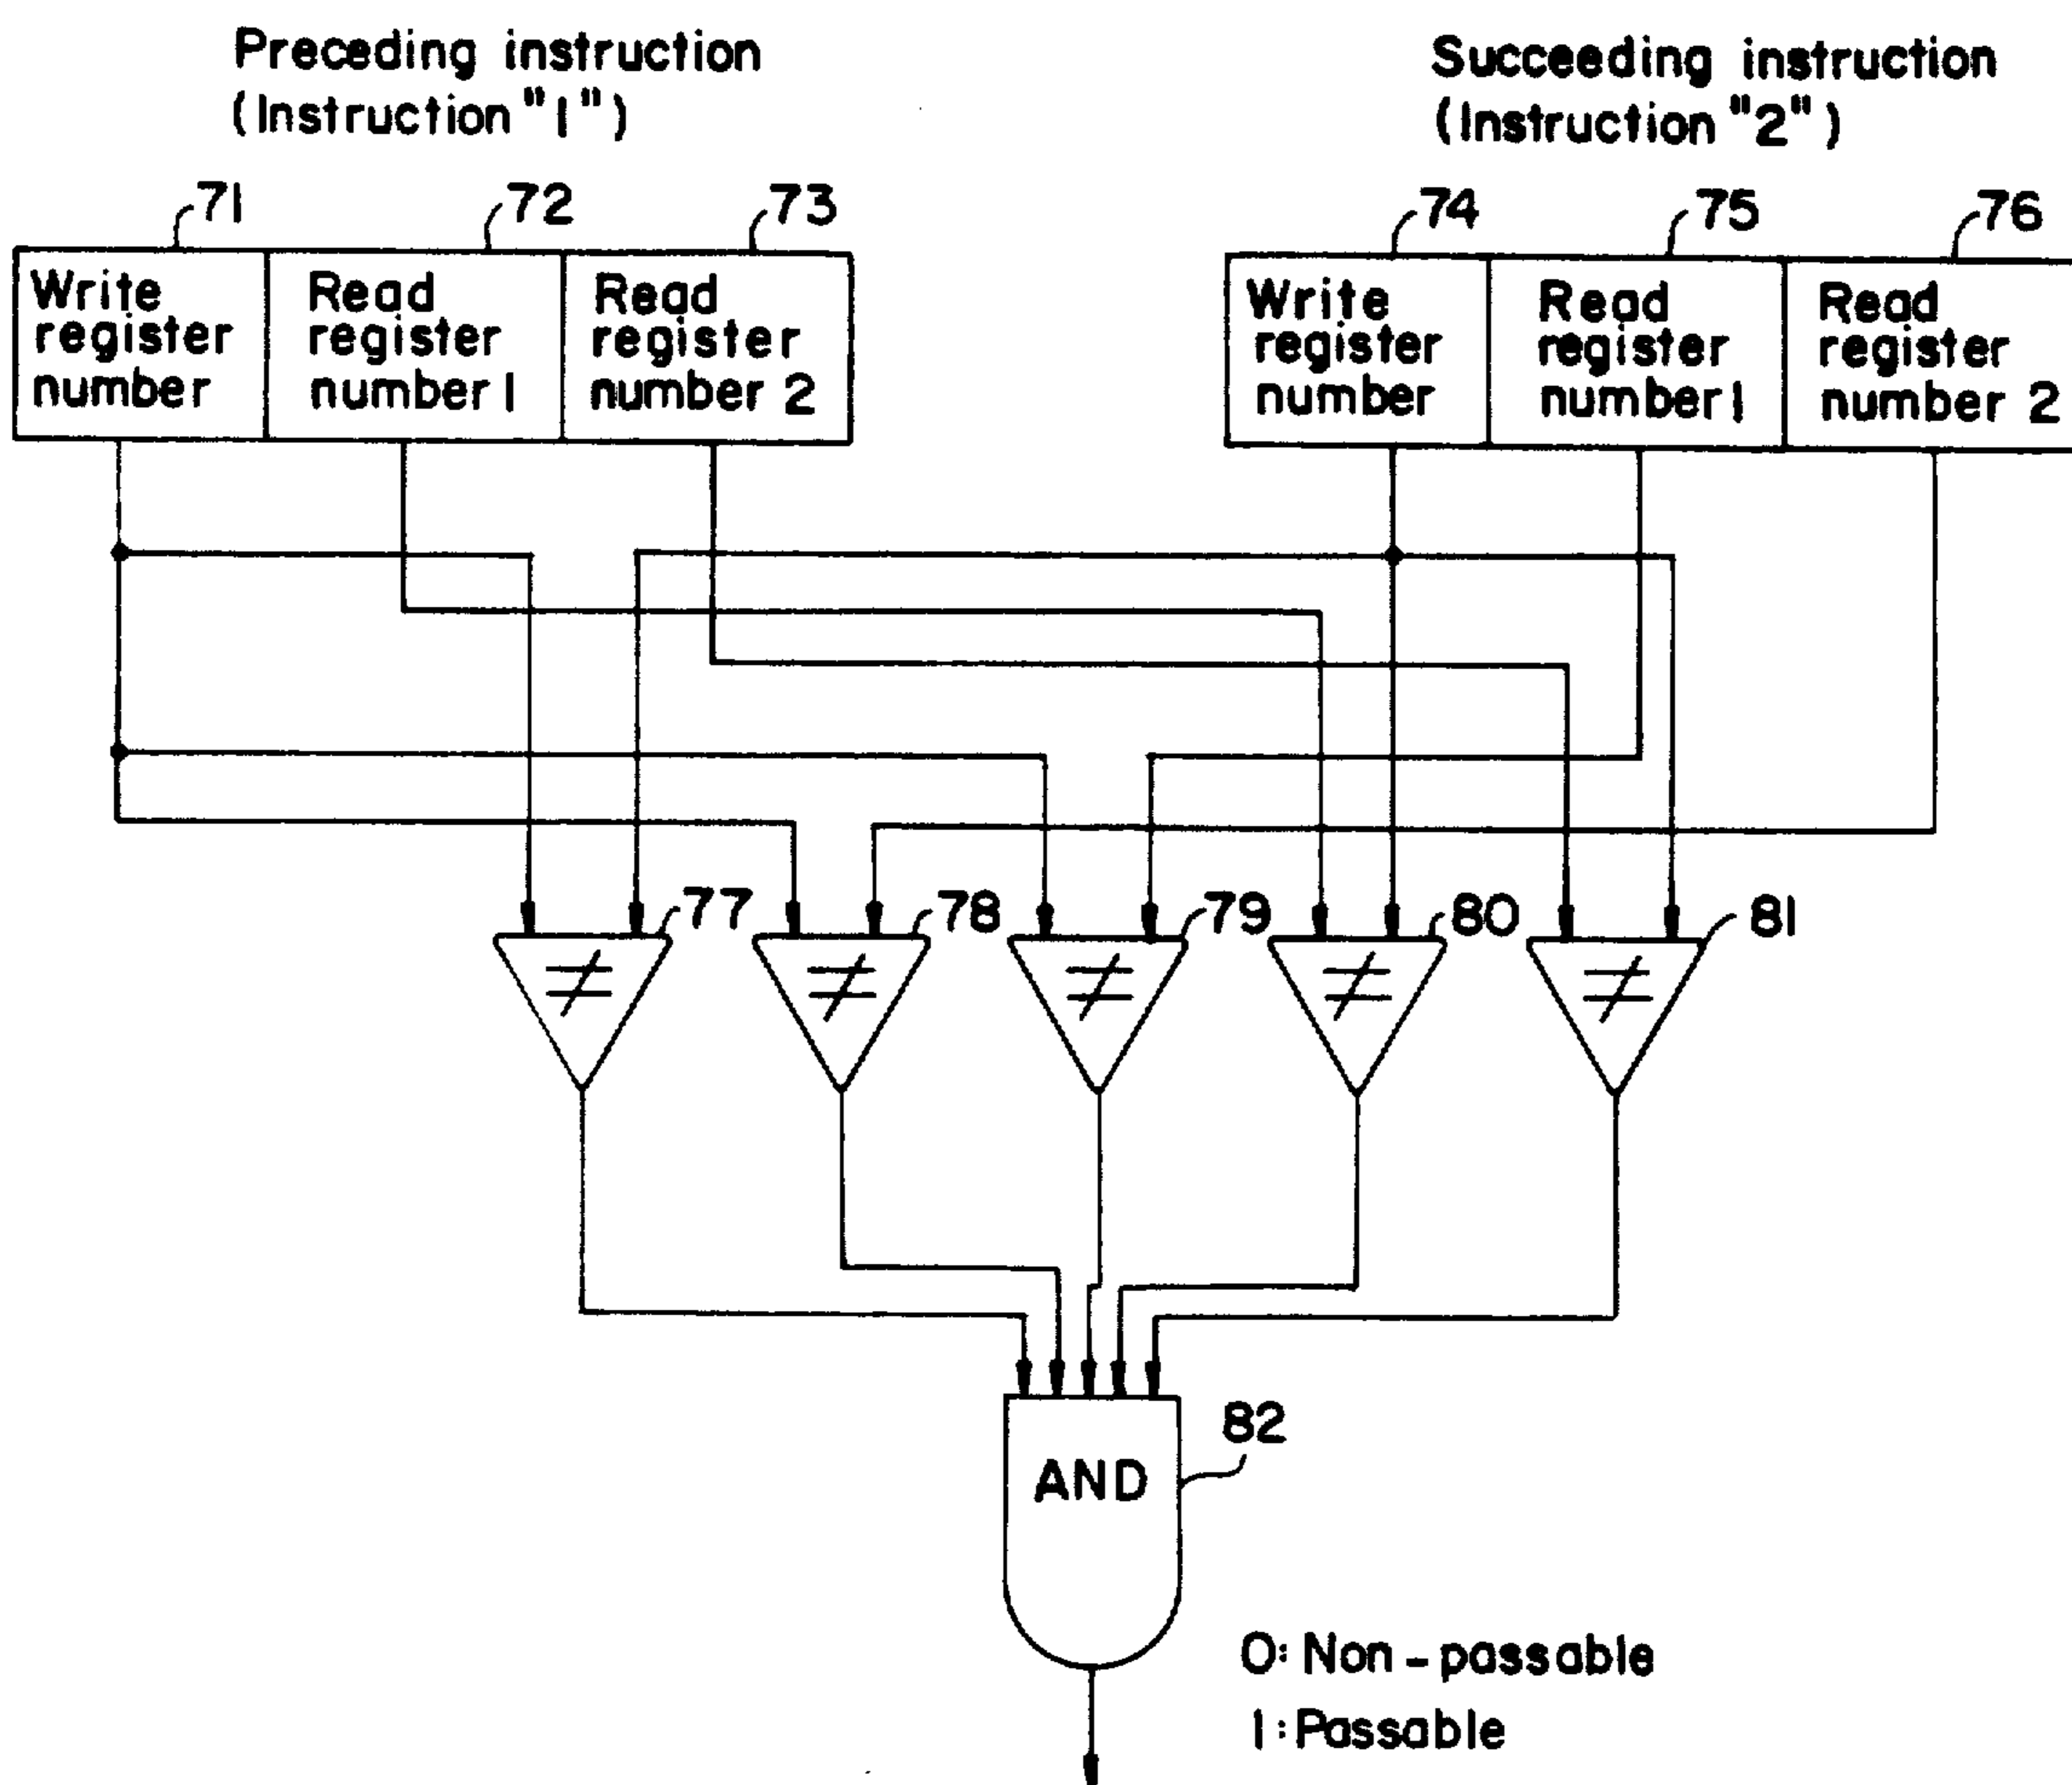 Preceding instruction
(Instruction "1")
Succeeding instruction
(Instruction "2")
71
72
73
74
75
76
Write
register
number
Read
register
number 1
Read
register
number 2
Write
register
number
Read
register
number 1
Read
register
number 2
77
78
79
80
81
≠
≠
≠
≠
≠
82
AND
0: Non-passable
1: Passable